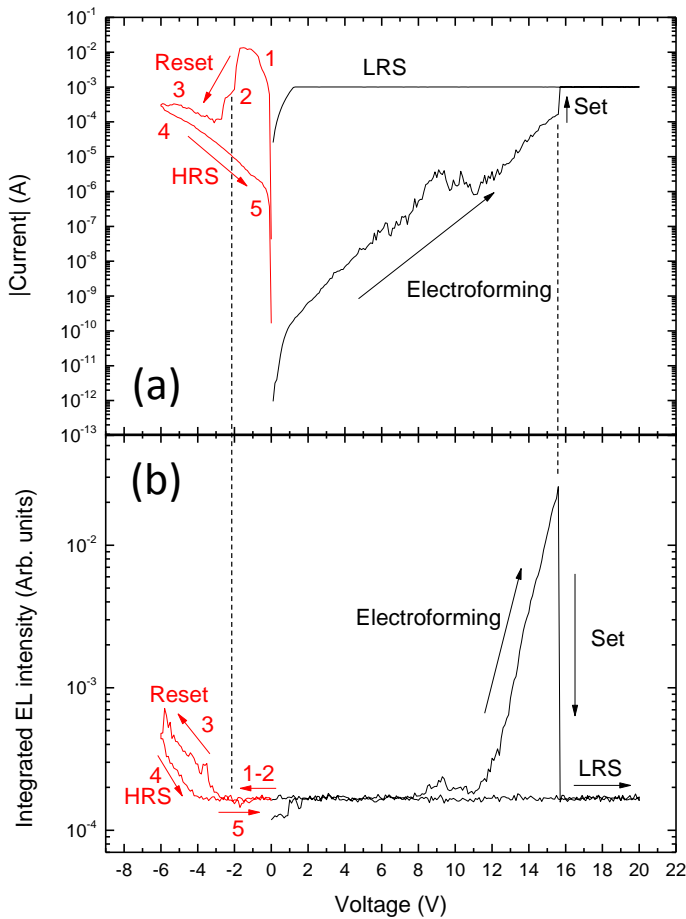 10⁻¹
10⁻²
10⁻³
10⁻⁴
10⁻⁵
10⁻⁶
10⁻⁷
10⁻⁸
10⁻⁹
10⁻¹⁰
10⁻¹¹
10⁻¹²
10⁻¹³
|Current| (A)
Reset
1
2
3
4
HRS
5
LRS
Set
Electroforming
(a)
(b)
10⁻²
10⁻³
10⁻⁴
Integrated EL intensity (Arb. units)
Electroforming
Set
Reset
3
4
HRS
1-2
5
LRS
-8 -6 -4 -2 0 2 4 6 8 10 12 14 16 18 20 22
Voltage (V)